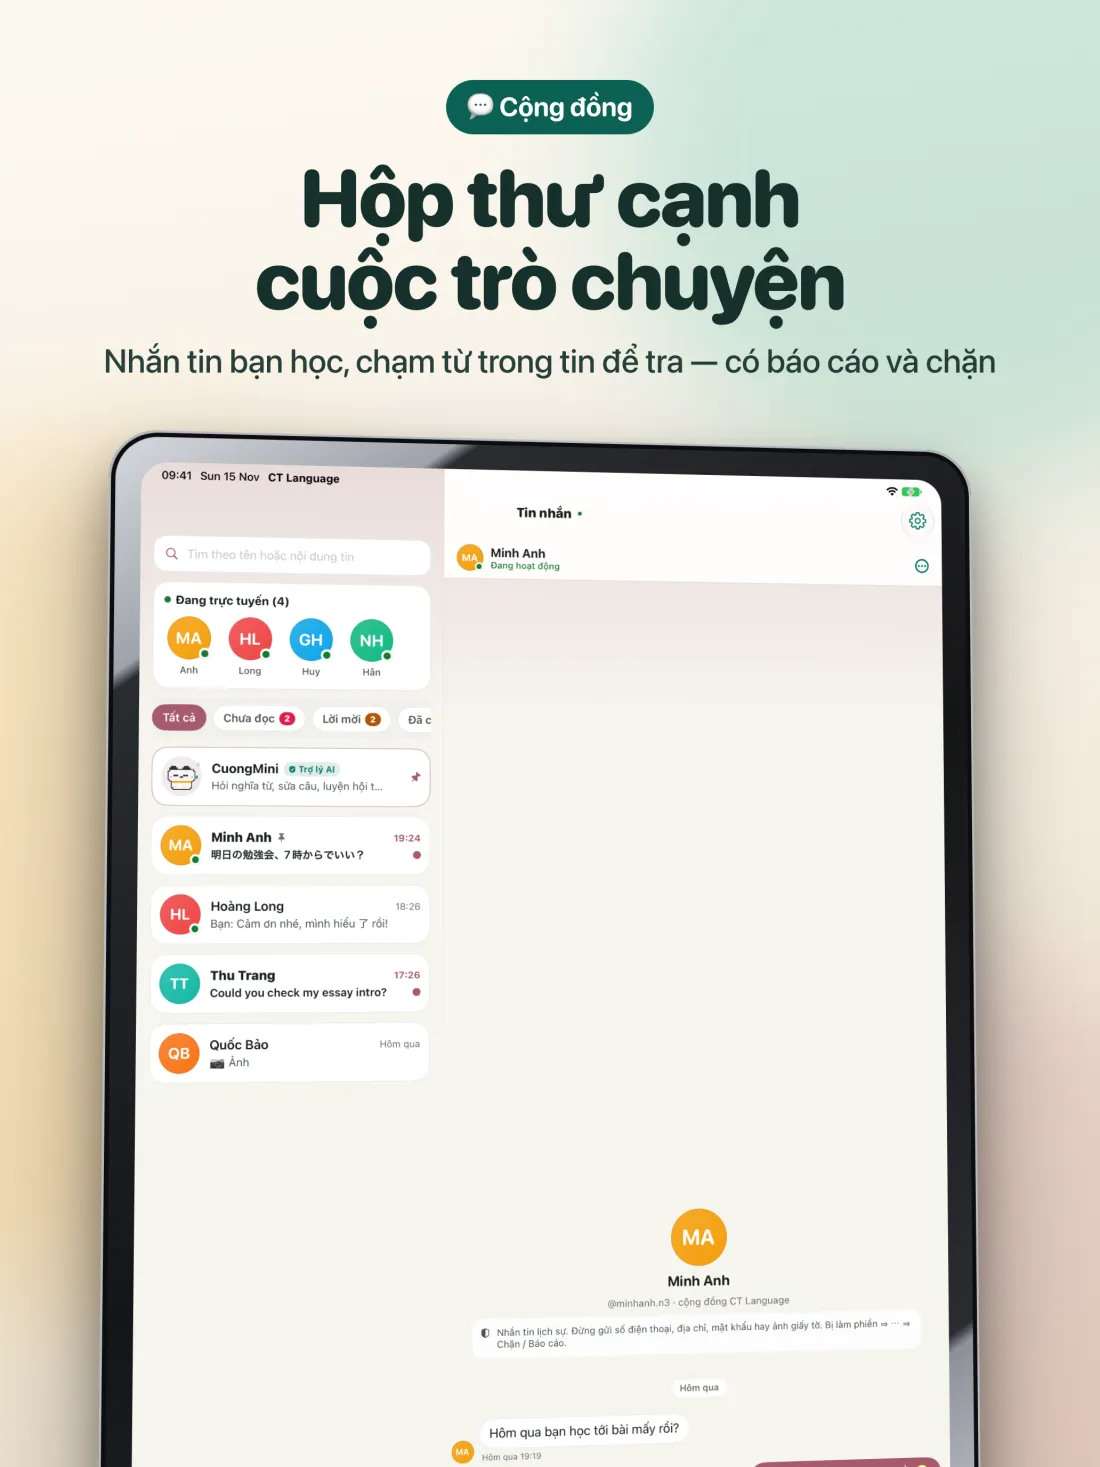 💬 Cộng đồng
Hộp thư cạnh
cuộc trò chuyện
Nhắn tin bạn học, chạm từ trong tin để tra — có báo cáo và chặn
09:41 Sun 15 Nov CT Language
Tìm theo tên hoặc nội dung tin
Đang trực tuyến (4)
MA HL GH NH
Anh Long Huy Hân
Tất cả Chưa đọc 2 Lời mời 2 Đã c
CuongMini Trợ lý AI
Hỏi nghĩa từ, sửa câu, luyện hội t...
MA
Minh Anh 19:24
明日の勉強会、7時からでいい？
HL
Hoàng Long 18:26
Bạn: Cảm ơn nhé, mình hiểu 了 rồi!
TT
Thu Trang 17:26
Could you check my essay intro?
QB
Quốc Bảo Hôm qua
📷 Ảnh
Tin nhắn
MA
Minh Anh
Đang hoạt động
MA
Minh Anh
@minhanh.n3 · cộng đồng CT Language
Nhắn tin lịch sự. Đừng gửi số điện thoại, địa chỉ, mật khẩu hay ảnh giấy tờ. Bị làm phiền ⇒ ··· ⇒
Chặn / Báo cáo.
Hôm qua
Hôm qua bạn học tới bài mấy rồi?
MA
Hôm qua 19:19